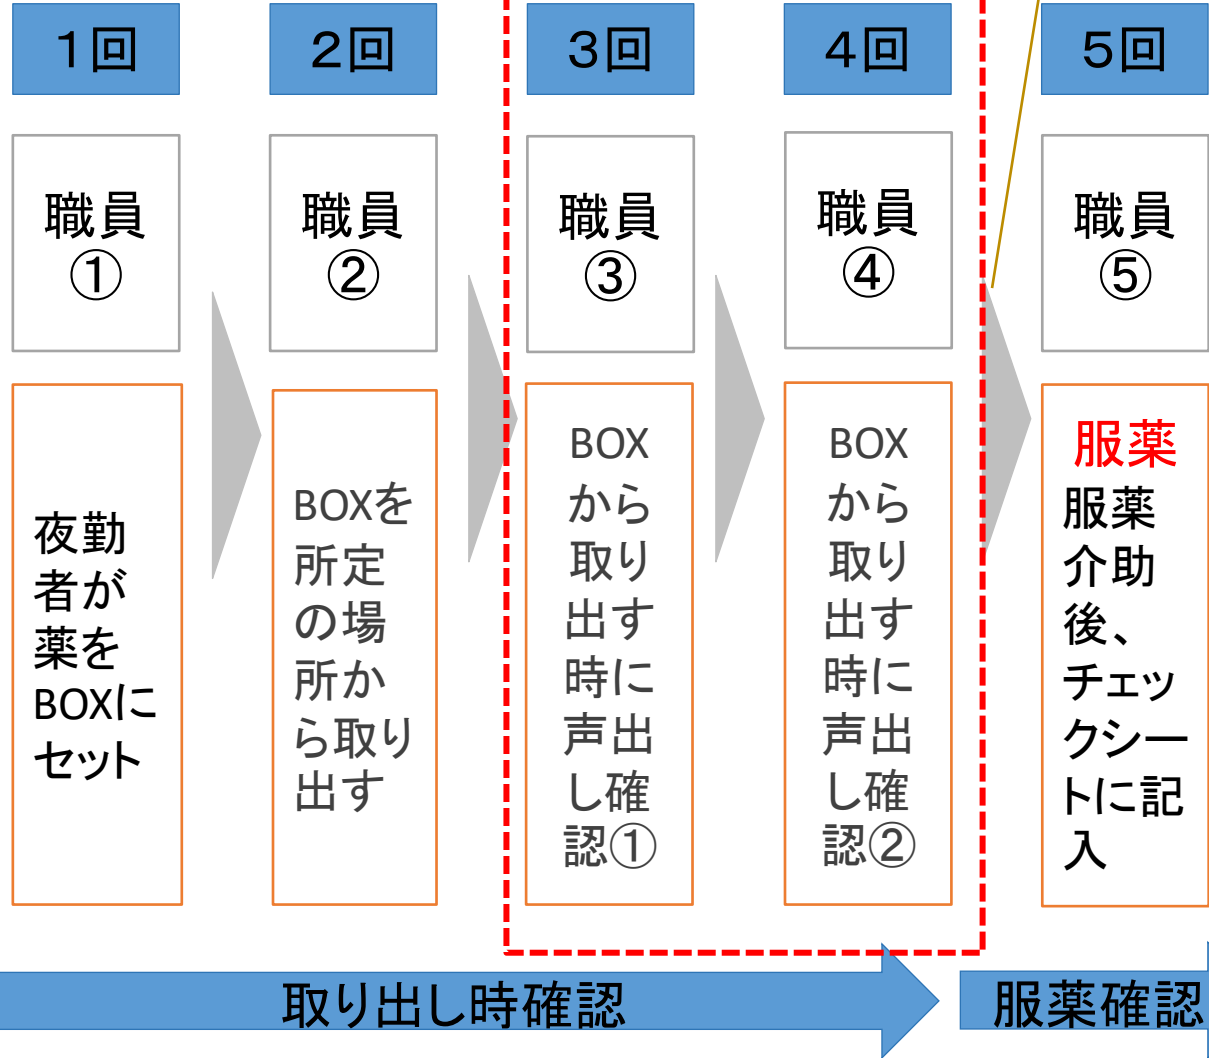 １回
２回
３回
４回
５回
職員
①
職員
②
職員
③
職員
④
職員
⑤
夜勤
者が
薬を
BOXに
セット
BOXを
所定
の場
所か
ら取り
出す
BOX
から
取り
出す
時に
声出
し確
認①
BOX
から
取り
出す
時に
声出
し確
認②
服薬
服薬
介助
後、
チェッ
クシー
トに記
入
取り出し時確認
服薬確認